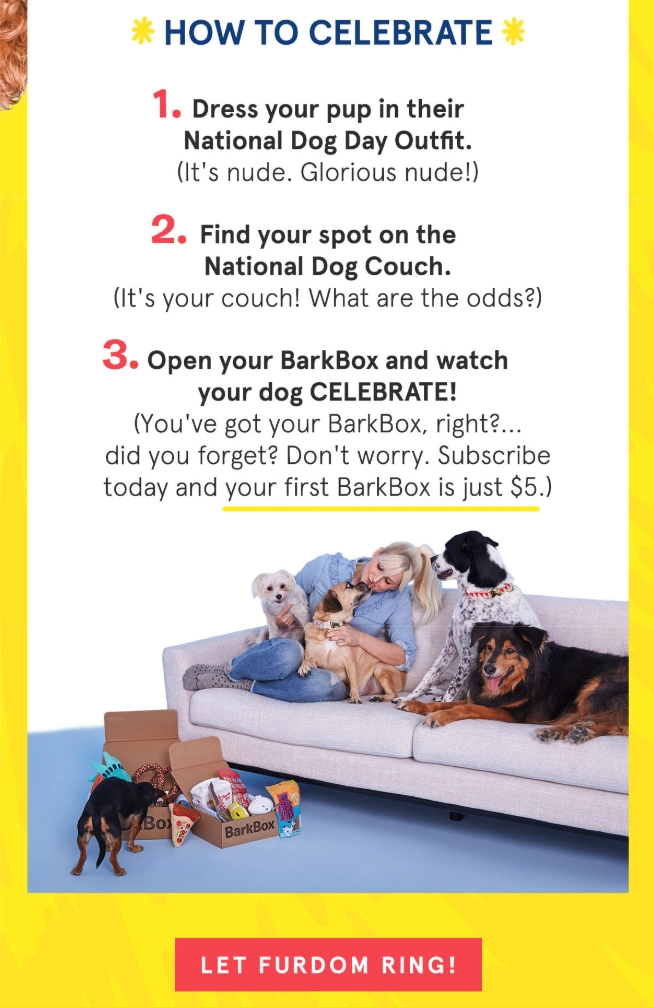 HOW TO CELEBRATE
1. Dress your pup in their
National Dog Day Outfit.
(It's nude. Glorious nude!)
2. Find your spot on the
National Dog Couch.
(It's your couch! What are the odds?)
3. Open your BarkBox and watch
your dog CELEBRATE!
(You've got your BarkBox, right?...
did you forget? Don't worry. Subscribe
today and your first BarkBox is just $5.)
BarkBox
LET FURDOM RING!